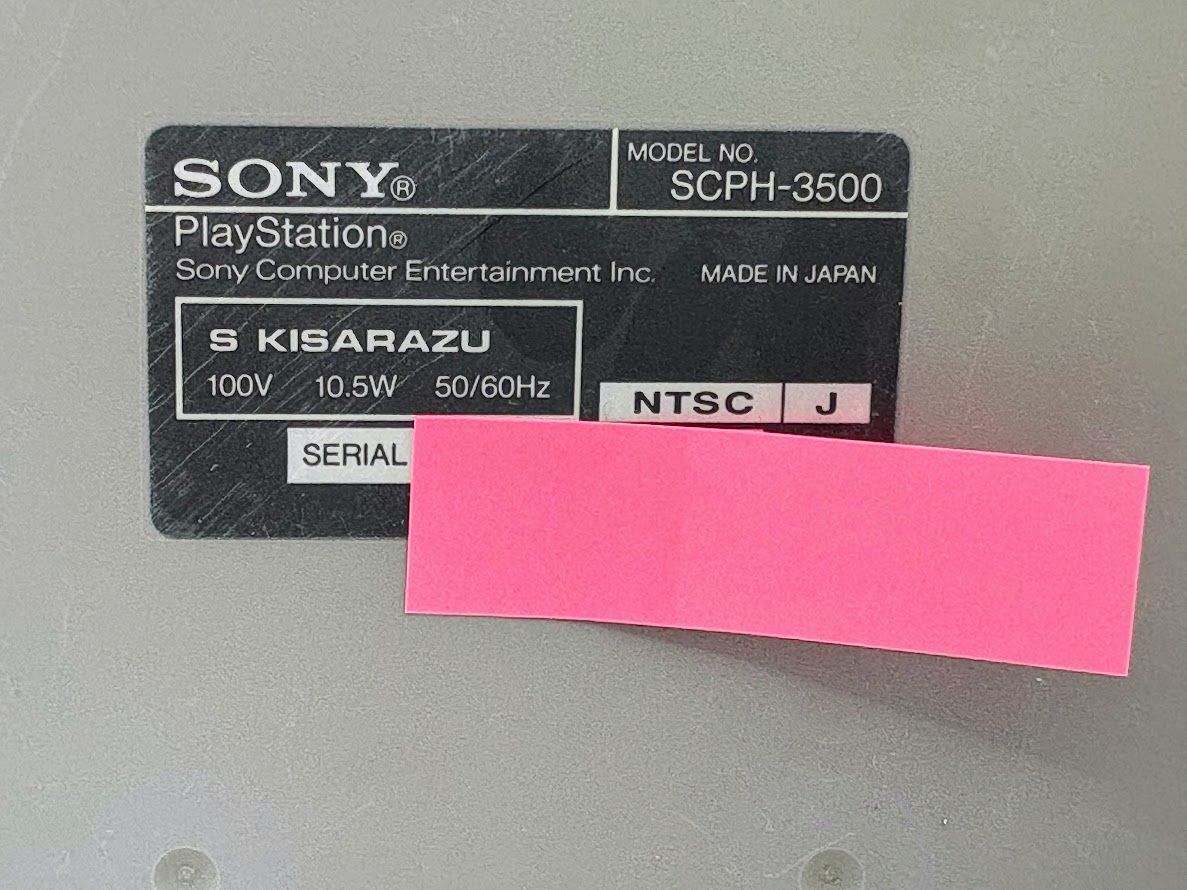 SONY®
MODEL NO.
SCPH-3500
PlayStation®
Sony Computer Entertainment Inc. MADE IN JAPAN
S KISARAZU
100V 10.5W 50/60Hz
NTSC J
SERIAL